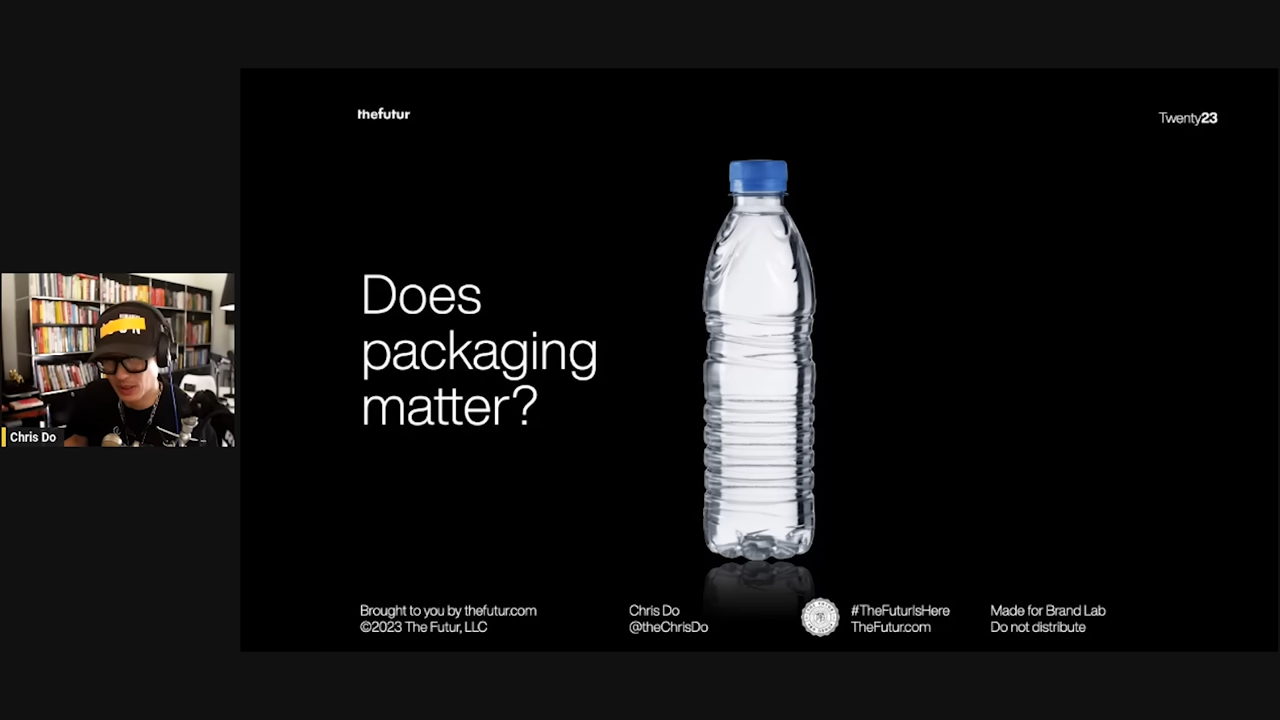 thefutur
Twenty23
Does
packaging
matter?
Chris Do
Brought to you by thefutur.com
©2023 The Futur, LLC
Chris Do
@theChrisDo
#TheFuturIsHere
TheFutur.com
Made for Brand Lab
Do not distribute